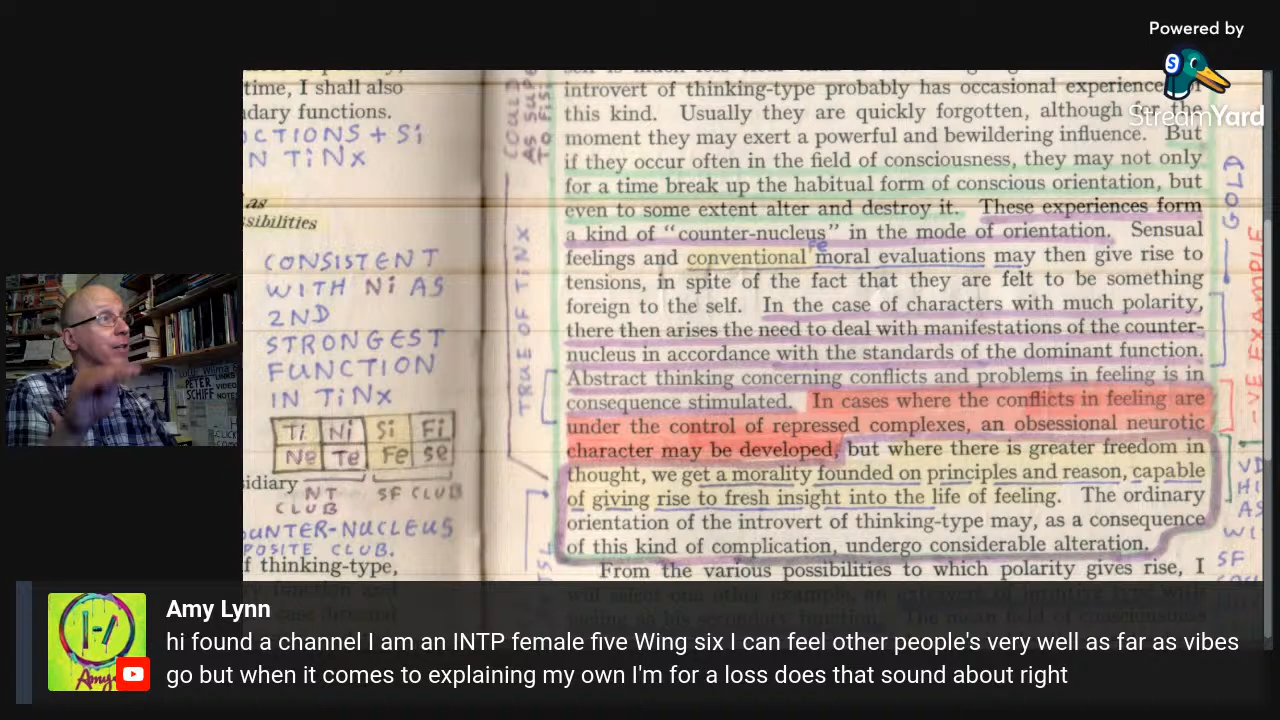 Powered by
StreamYard
time, I shall also
dary functions.
CTIONS + Si
N TiNx
as
ssibilities
CONSISTENT
WITH Ni AS
2ND
STRONGEST
FUNCTION
IN TiNx
Ti Ni Si Fi
Ne Te Fe Se
NT CLUB
SF CLUB
sidiary
OUNTER-NUCLEUS
POSITE CLUB.
f thinking-type,
COULD
AS SUPE
TO FiSi
TRUE OF TiNX
introvert of thinking-type probably has occasional experience of
this kind. Usually they are quickly forgotten, although for the
moment they may exert a powerful and bewildering influence. But
if they occur often in the field of consciousness, they may not only
for a time break up the habitual form of conscious orientation, but
even to some extent alter and destroy it. These experiences form
a kind of “counter-nucleus” in the mode of orientation. Sensual
Fe
feelings and conventional moral evaluations may then give rise to
tensions, in spite of the fact that they are felt to be something
foreign to the self. In the case of characters with much polarity,
there then arises the need to deal with manifestations of the counter-
nucleus in accordance with the standards of the dominant function.
Abstract thinking concerning conflicts and problems in feeling is in
consequence stimulated. In cases where the conflicts in feeling are
under the control of repressed complexes, an obsessional neurotic
character may be developed, but where there is greater freedom in
thought, we get a morality founded on principles and reason, capable
of giving rise to fresh insight into the life of feeling. The ordinary
orientation of the introvert of thinking-type may, as a consequence
of this kind of complication, undergo considerable alteration.
From the various possibilities to which polarity gives rise, I
GOLD
-VE EXAMPLE
SF
PETER
SCHIFF
Amy Lynn
hi found a channel I am an INTP female five Wing six I can feel other people's very well as far as vibes
go but when it comes to explaining my own I'm for a loss does that sound about right